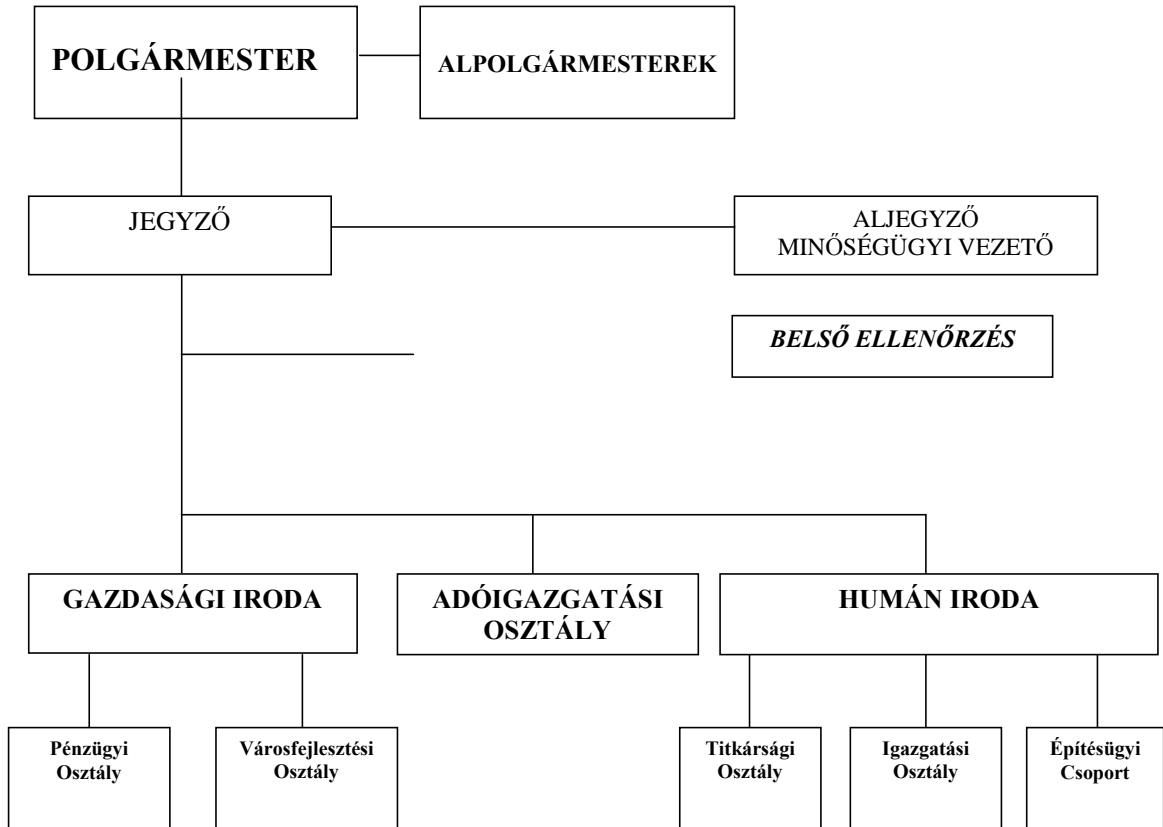 POLGÁRMESTER
ALPOLGÁRMESTEREK
JEGYZŐ
ALJEGYZŐ
MINŐSÉGÜGYI VEZETŐ
BELSŐ ELLENŐRZÉS
GAZDASÁGI IRODA
ADÓIGAZGATÁSI
OSZTÁLY
HUMÁN IRODA
Pénzügyi
Osztály
Városfejlesztési
Osztály
Titkársági
Osztály
Igazgatási
Osztály
Építésügyi
Csoport